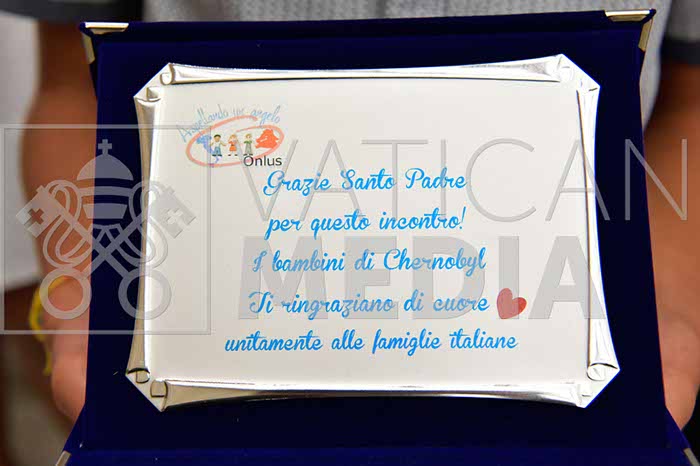 Aspettando un angelo
Onlus
Grazie Santo Padre
per questo incontro!
I bambini di Chernobyl
Ti ringraziano di cuore
unitamente alle famiglie italiane
VATICAN
MEDIA